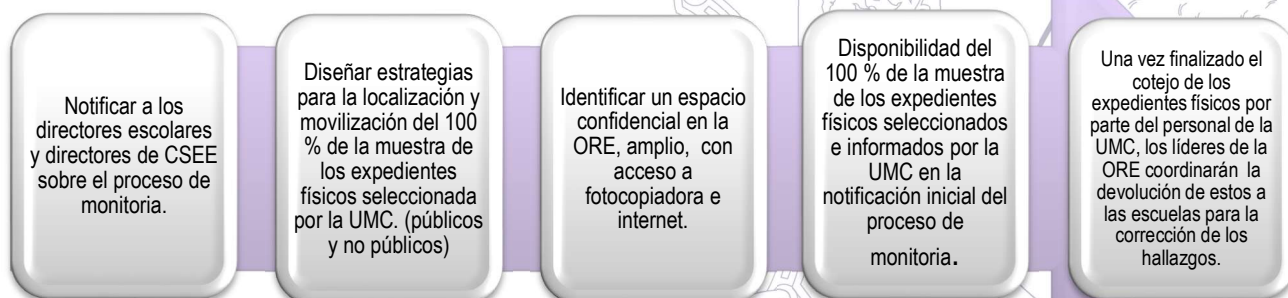 Notificar a los
directores escolares
y directores de CSEE
sobre el proceso de
monitoria.
Diseñar estrategias
para la localización y
movilización del 100
% de la muestra de
los expedientes
físicos seleccionada
por la UMC. (públicos
y no públicos)
Identificar un espacio
confidencial en la
ORE, amplio, con
acceso a
fotocopiadora e
internet.
Disponibilidad del
100 % de la muestra
de los expedientes
físicos seleccionados
e informados por la
UMC en la
notificación inicial del
proceso de
monitoria.
Una vez finalizado el
cotejo de los
expedientes físicos por
parte del personal de la
UMC, los líderes de la
ORE coordinarán la
devolución de estos a
las escuelas para la
corrección de los
hallazgos.